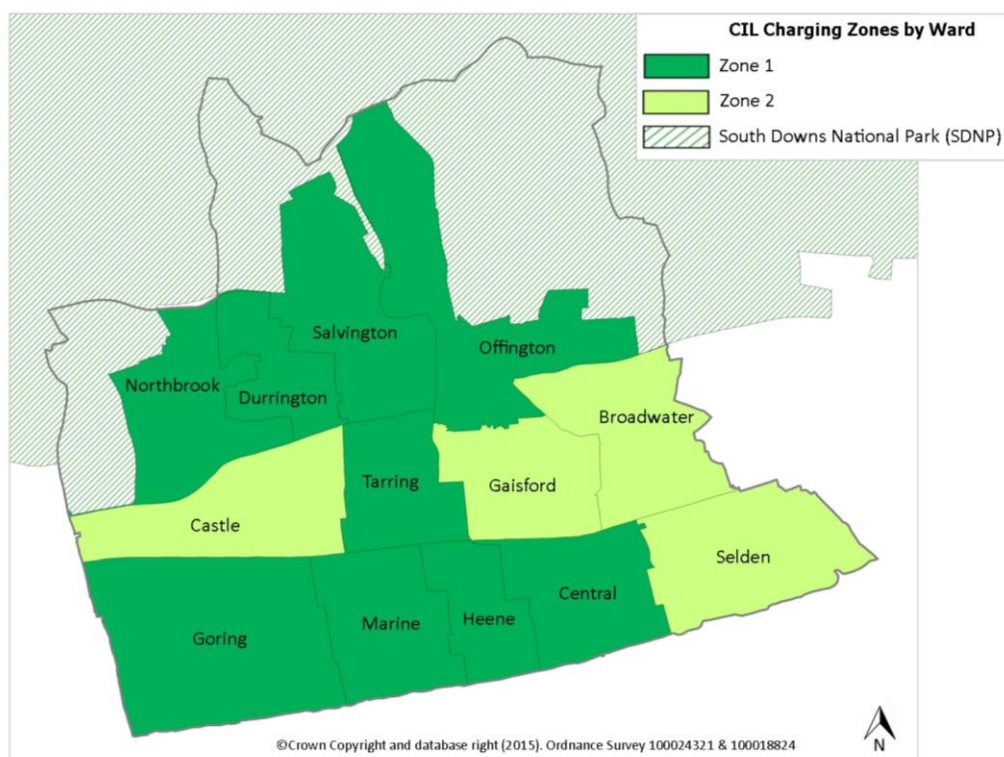 CIL Charging Zones by Ward
Zone 1
Zone 2
South Downs National Park (SDNP)
Salvington
Offington
Northbrook
Durrington
Broadwater
Tarring
Gaisford
Castle
Selden
Central
Heene
Marine
Goring
©Crown Copyright and database right (2015). Ordnance Survey 100024321 & 100018824
N